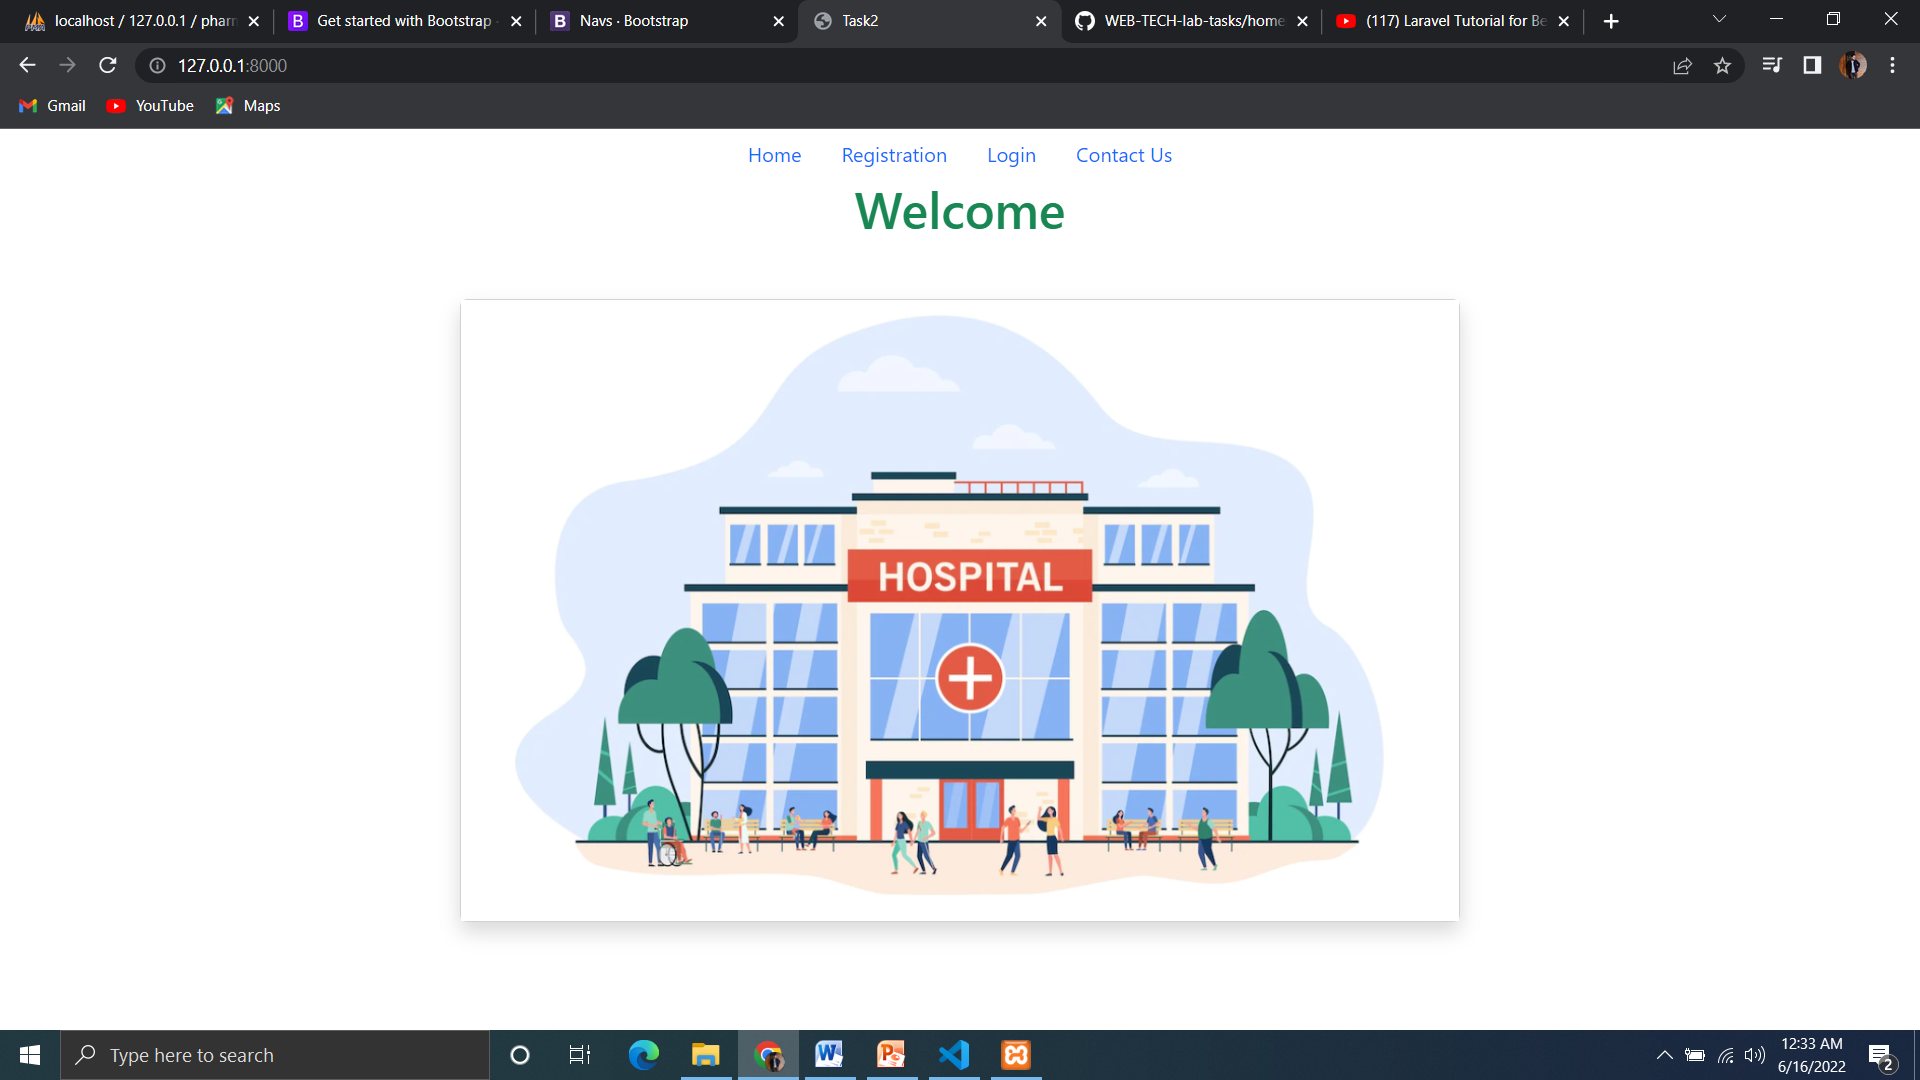 localhost / 127.0.0.1 / pharn
Get started with Bootstrap
Navs · Bootstrap
Task2
WEB-TECH-lab-tasks/home
(117) Laravel Tutorial for Be
127.0.0.1:8000
Gmail
YouTube
Maps
Home
Registration
Login
Contact Us
Welcome
HOSPITAL
Type here to search
12:33 AM
6/16/2022
2